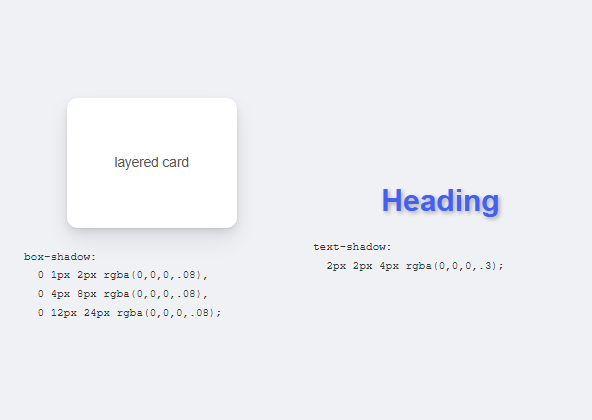 layered card
box-shadow:
0 1px 2px rgba(0,0,0,.08),
0 4px 8px rgba(0,0,0,.08),
0 12px 24px rgba(0,0,0,.08);
Heading
text-shadow:
2px 2px 4px rgba(0,0,0,.3);